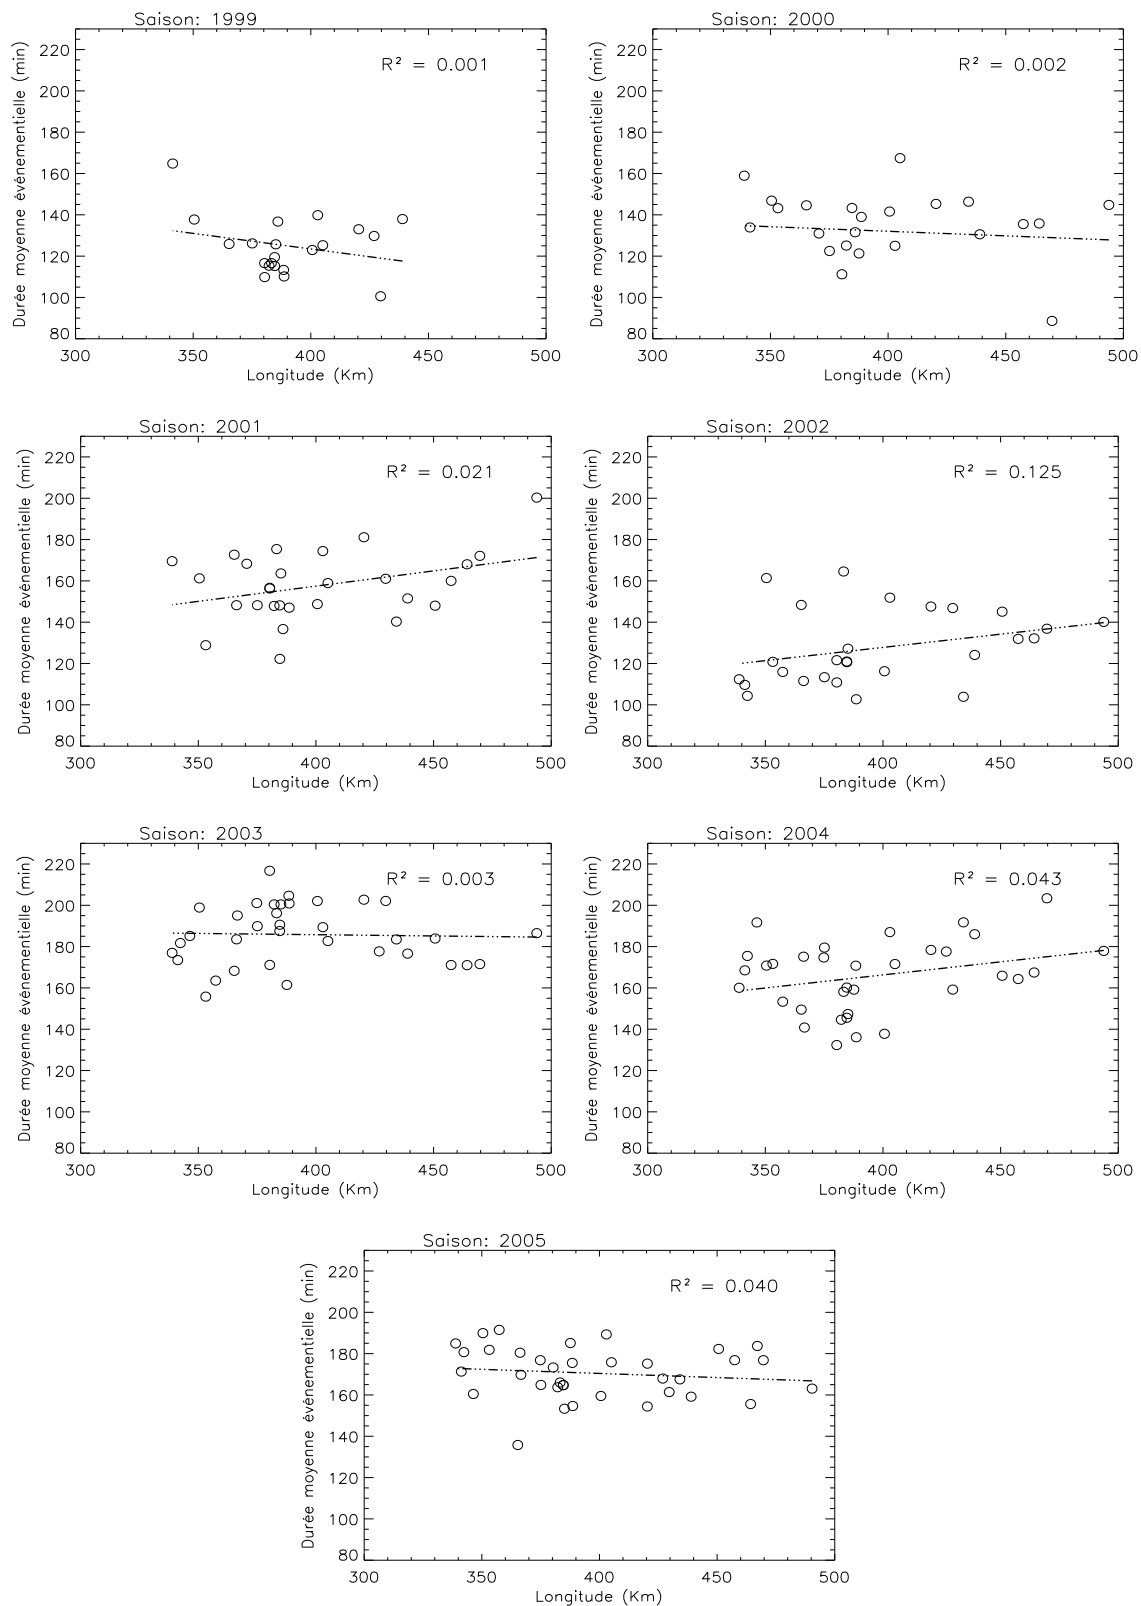 Saison: 1999
R² = 0.001
Durée moyenne événementielle (min)
220
200
180
160
140
120
100
80
300 350 400 450 500
Longitude (Km)
Saison: 2000
R² = 0.002
Durée moyenne événementielle (min)
220
200
180
160
140
120
100
80
300 350 400 450 500
Longitude (Km)
Saison: 2001
R² = 0.021
Durée moyenne événementielle (min)
220
200
180
160
140
120
100
80
300 350 400 450 500
Longitude (Km)
Saison: 2002
R² = 0.125
Durée moyenne événementielle (min)
220
200
180
160
140
120
100
80
300 350 400 450 500
Longitude (Km)
Saison: 2003
R² = 0.003
Durée moyenne événementielle (min)
220
200
180
160
140
120
100
80
300 350 400 450 500
Longitude (Km)
Saison: 2004
R² = 0.043
Durée moyenne événementielle (min)
220
200
180
160
140
120
100
80
300 350 400 450 500
Longitude (Km)
Saison: 2005
R² = 0.040
Durée moyenne événementielle (min)
220
200
180
160
140
120
100
80
300 350 400 450 500
Longitude (Km)